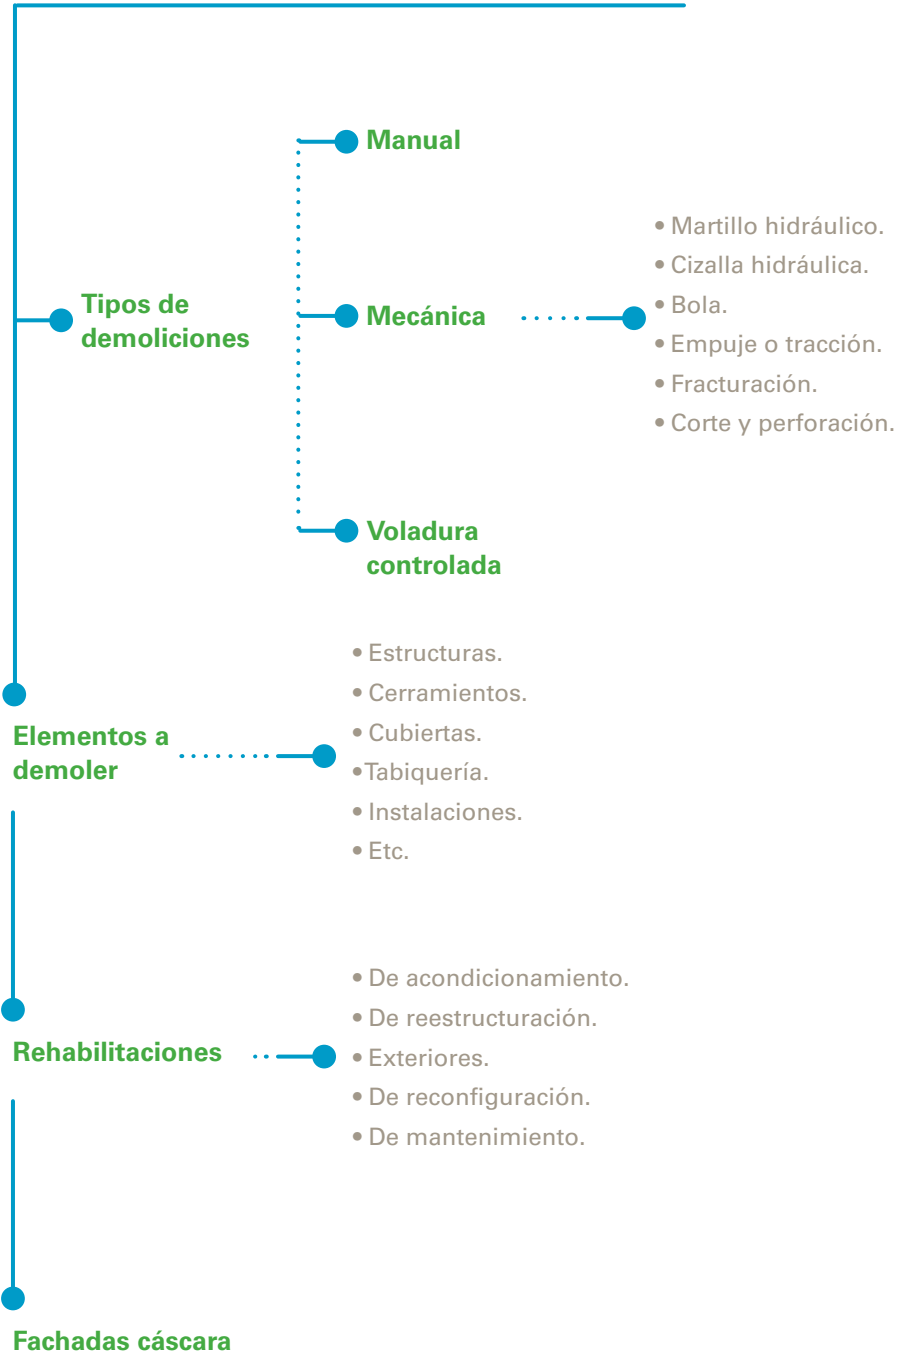 Tipos de
demoliciones
Manual
Mecánica
• Martillo hidráulico.
• Cizalla hidráulica.
• Bola.
• Empuje o tracción.
• Fracturación.
• Corte y perforación.
Voladura
controlada
Elementos a
demoler
• Estructuras.
• Cerramientos.
• Cubiertas.
•Tabiquería.
• Instalaciones.
• Etc.
Rehabilitaciones
• De acondicionamiento.
• De reestructuración.
• Exteriores.
• De reconfiguración.
• De mantenimiento.
Fachadas cáscara